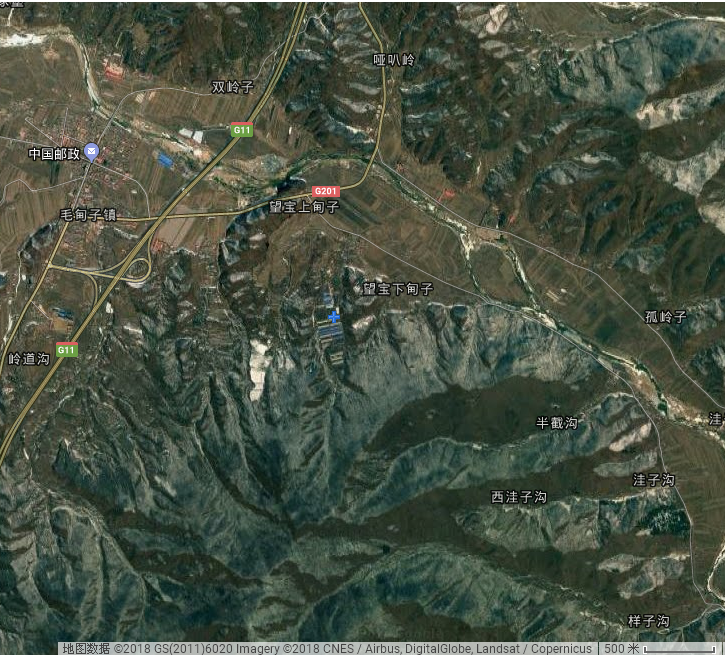 哑叭岭
双岭子
G11
中国邮政
G201
望宝上甸子
毛甸子镇
望宝下甸子
孤岭子
G11
岭道沟
半截沟
洼
洼子沟
西洼子沟
样子沟
地图数据 ©2018 GS(2011)6020 Imagery ©2018 CNES / Airbus, DigitalGlobe, Landsat / Copernicus 500 米